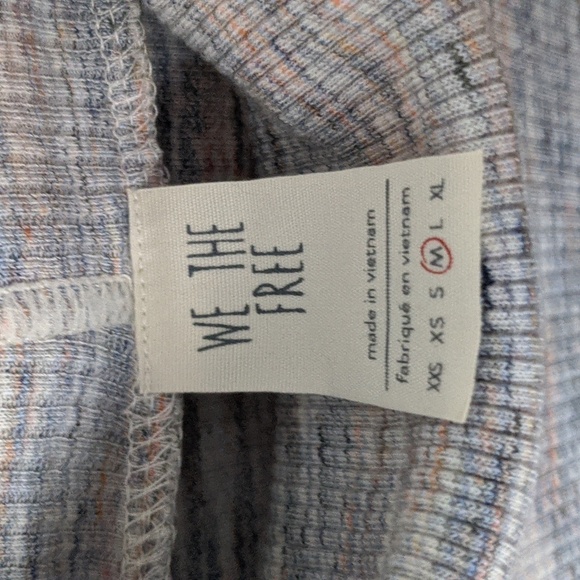 WE THE
FREE
made in vietnam
fabriqué en vietnam
XXS XS S M L XL